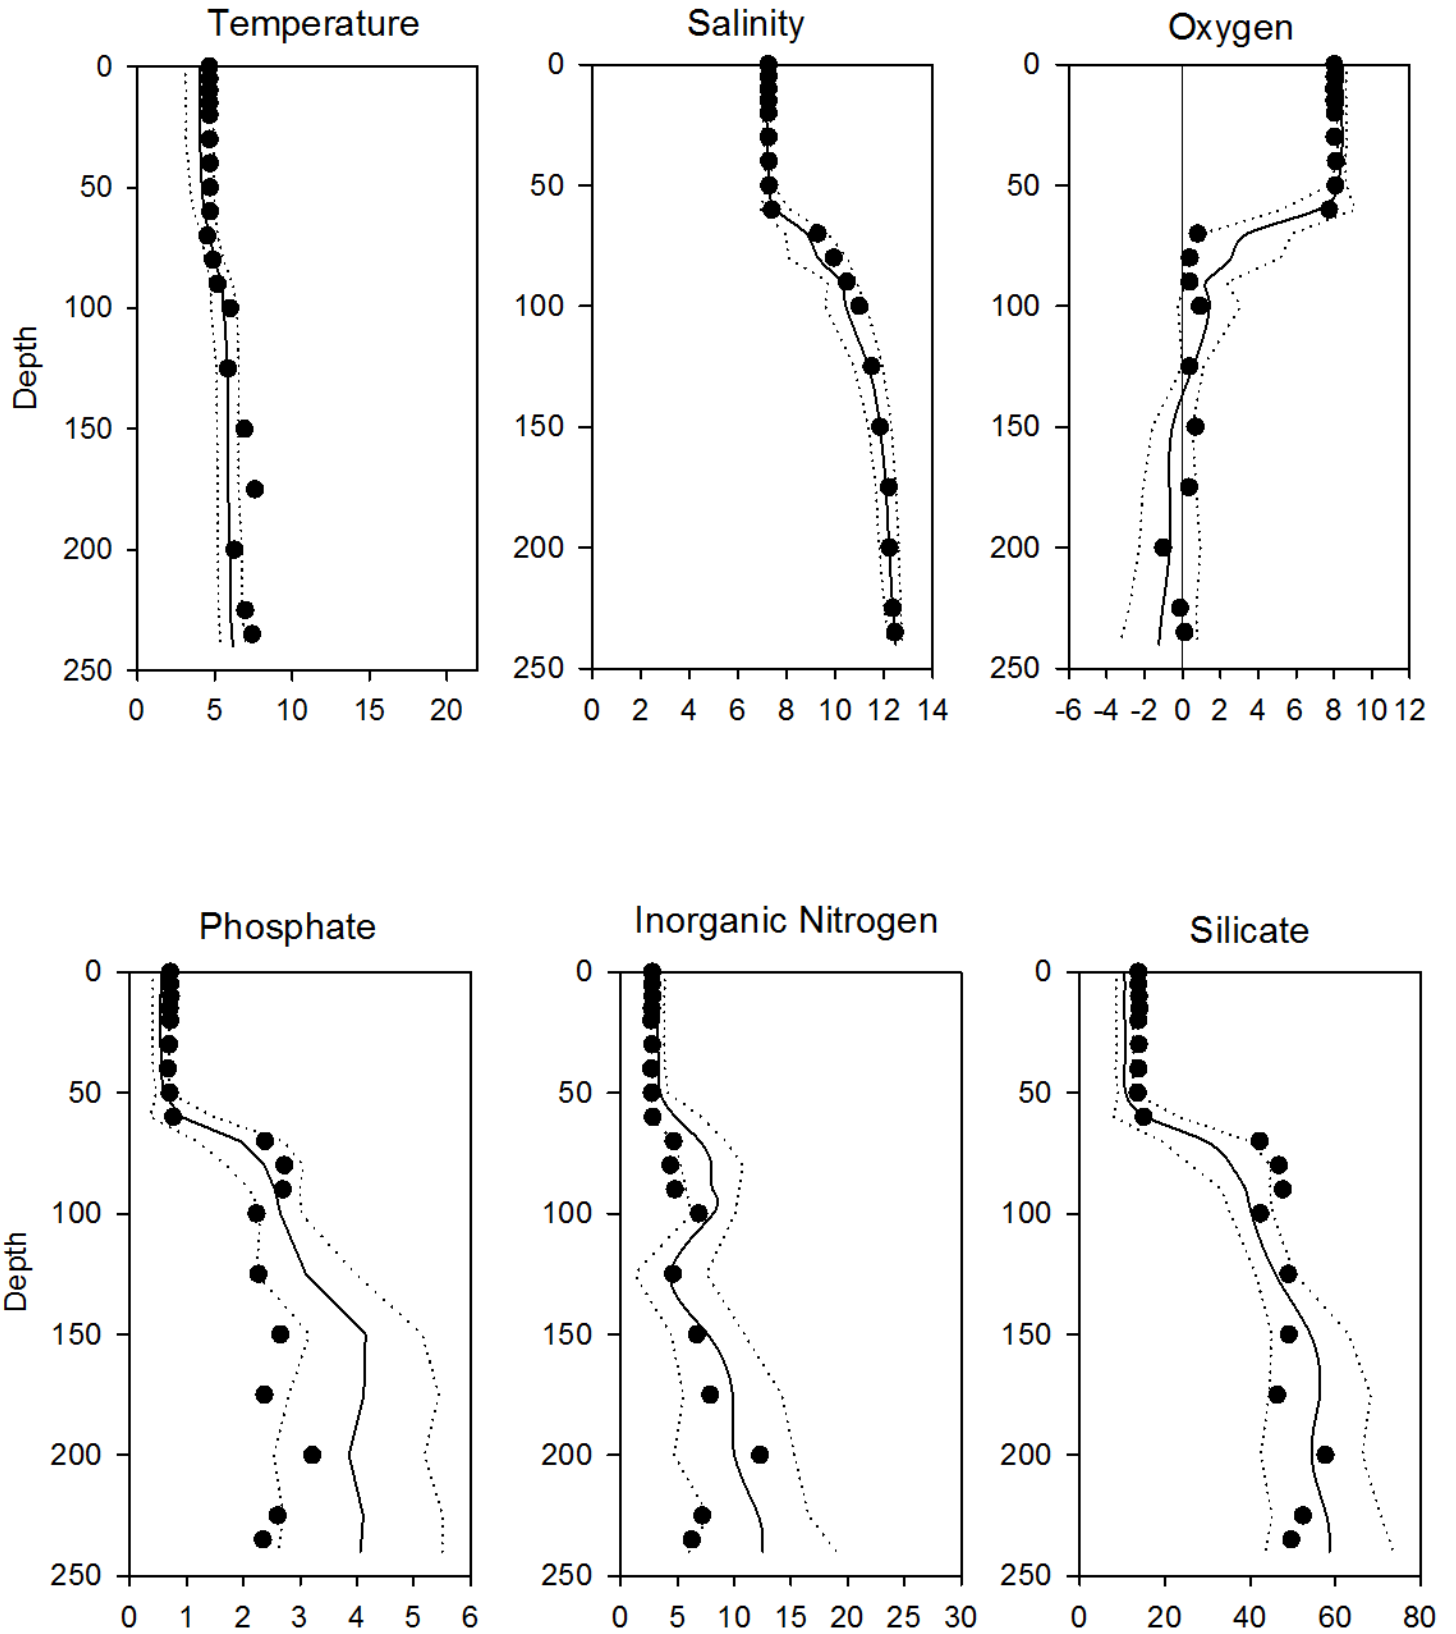 Temperature Salinity Oxygen
0 0 0
50 50 50
100 100 100
Depth
150 150 150
200 200 200
250 250 250
0 5 10 15 20 0 2 4 6 8 10 12 14 -6 -4 -2 0 2 4 6 8 10 12
Phosphate Inorganic Nitrogen Silicate
0 0 0
50 50 50
100 100 100
Depth
150 150 150
200 200 200
250 250 250
0 1 2 3 4 5 6 0 5 10 15 20 25 30 0 20 40 60 80